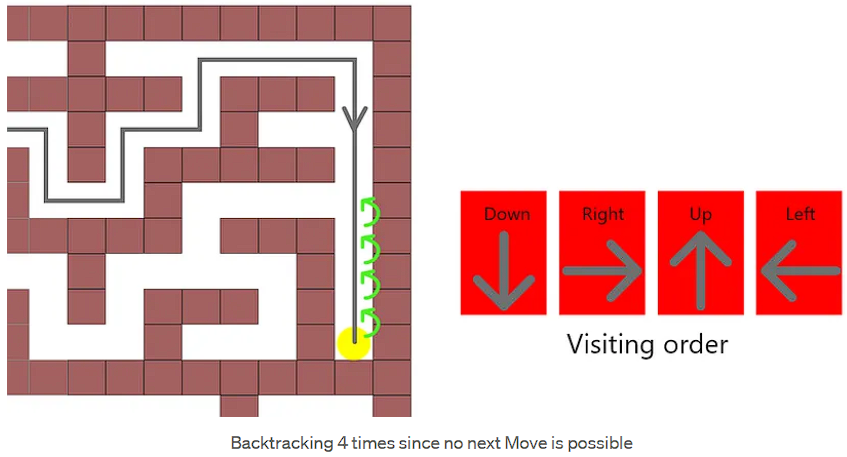 Down
Right
Up
Left
Visiting order
Backtracking 4 times since no next Move is possible